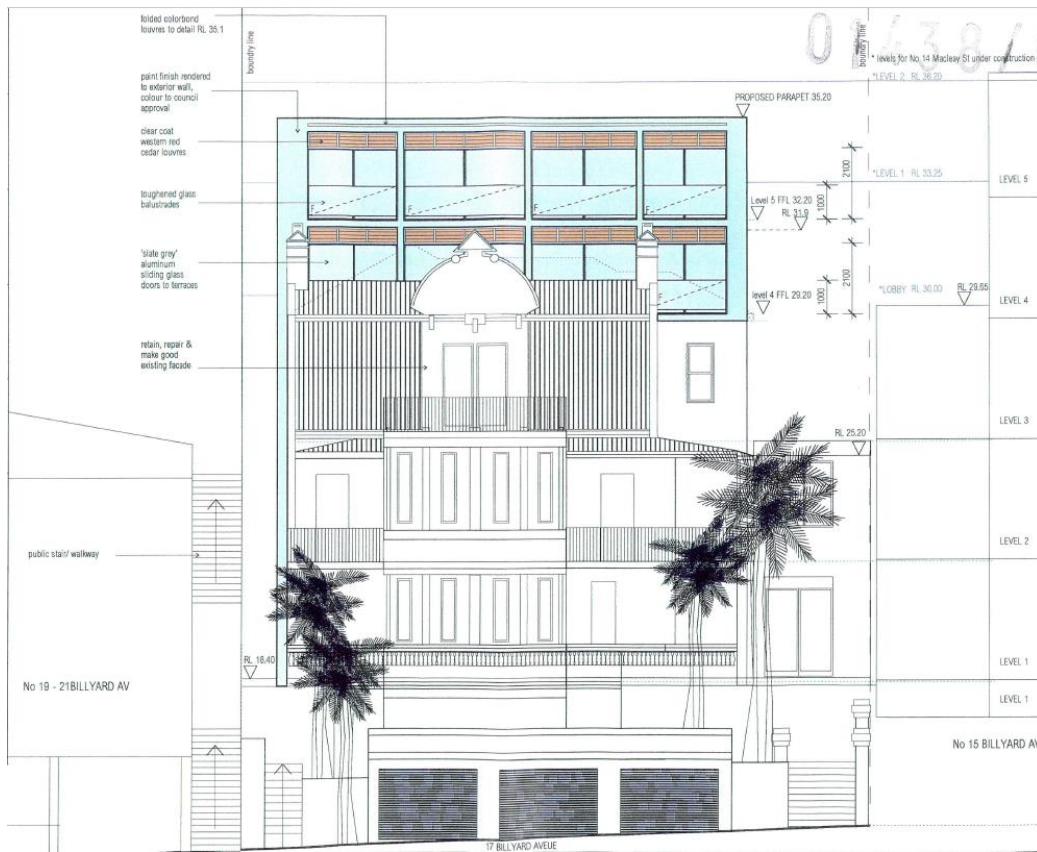 folded colorbond
louvres to detail RL 35.1
boundry line
paint finish rendered
to exterior wall,
colour to council
approval
clear coat
western red
cedar louvres
toughened glass
balustrades
'slate grey'
aluminum
sliding glass
doors to terraces
retain, repair &
make good
existing facade
public stair/ walkway
No 19 - 21BILLYARD AV
RL 18.40
PROPOSED PARAPET 35.20
boundry line
* levels for No 14 Macleay St under construction
*LEVEL 2 RL 36.20
*LEVEL 1 RL 33.25
2100
1000
Level 5 FFL 32.20
RL 31.9
2100
1000
level 4 FFL 29.20
*LOBBY RL 30.00
RL 29.65
RL 25.20
F
F
F
F
F
LEVEL 5
LEVEL 4
LEVEL 3
LEVEL 2
LEVEL 1
LEVEL 1
No 15 BILLYARD AV
17 BILLYARD AVEUE